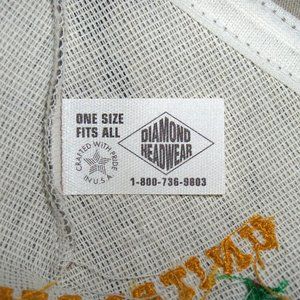 ONE SIZE
FITS ALL
CRAFTED WITH PRIDE
IN U.S.A.
DIAMOND
HEADWEAR
1-800-736-9803